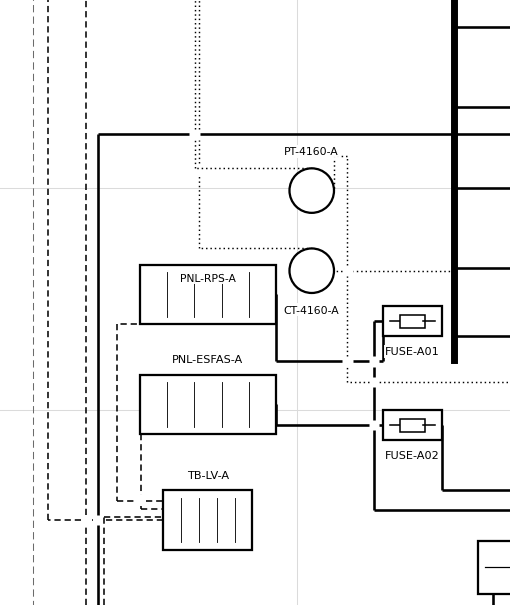 PT-4160-A
PNL-RPS-A
CT-4160-A
FUSE-A01
PNL-ESFAS-A
FUSE-A02
TB-LV-A